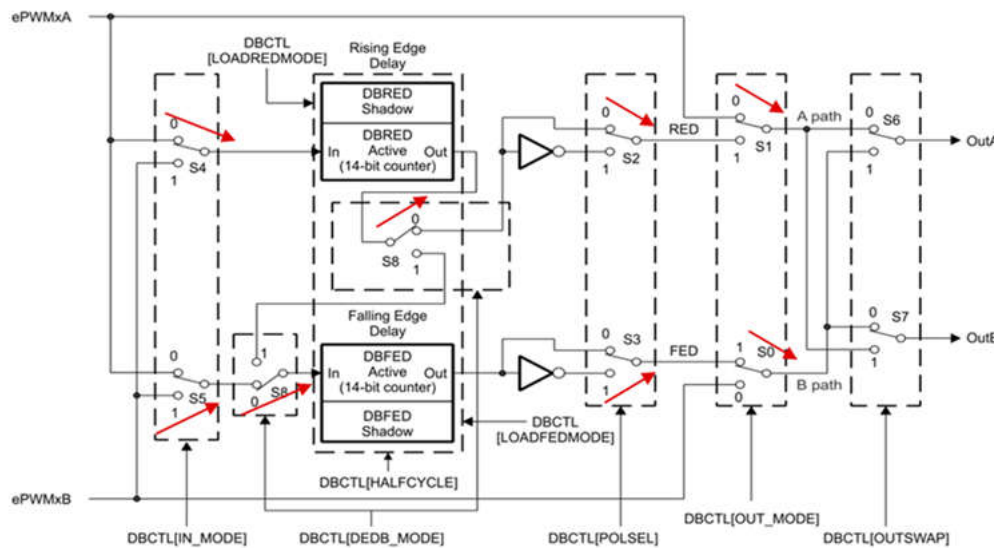 ePWMxA
DBCTL
[LOADREDMODE]
Rising Edge
Delay
DBRED
Shadow
DBRED
In Active Out
(14-bit counter)
0
S4
1
0
S8
1
0
S2
1
RED
0
S1
1
A path
0
S6
1
OutA
Falling Edge
Delay
0
S5
1
1
S8
0
DBFED
In Active Out
(14-bit counter)
DBFED
Shadow
0
S3
1
FED
1
S0
0
B path
0
S7
1
OutB
DBCTL
[LOADFEDMODE]
DBCTL[HALFCYCLE]
ePWMxB
DBCTL[IN_MODE]
DBCTL[DEDB_MODE]
DBCTL[POLSEL]
DBCTL[OUT_MODE]
DBCTL[OUTSWAP]